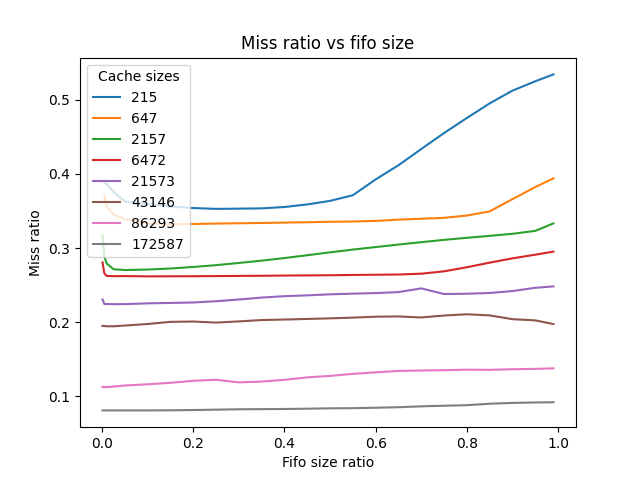 Miss ratio vs fifo size
Cache sizes
215
647
2157
6472
21573
43146
86293
172587
0.5
0.4
0.3
0.2
0.1
Miss ratio
0.0 0.2 0.4 0.6 0.8 1.0
Fifo size ratio